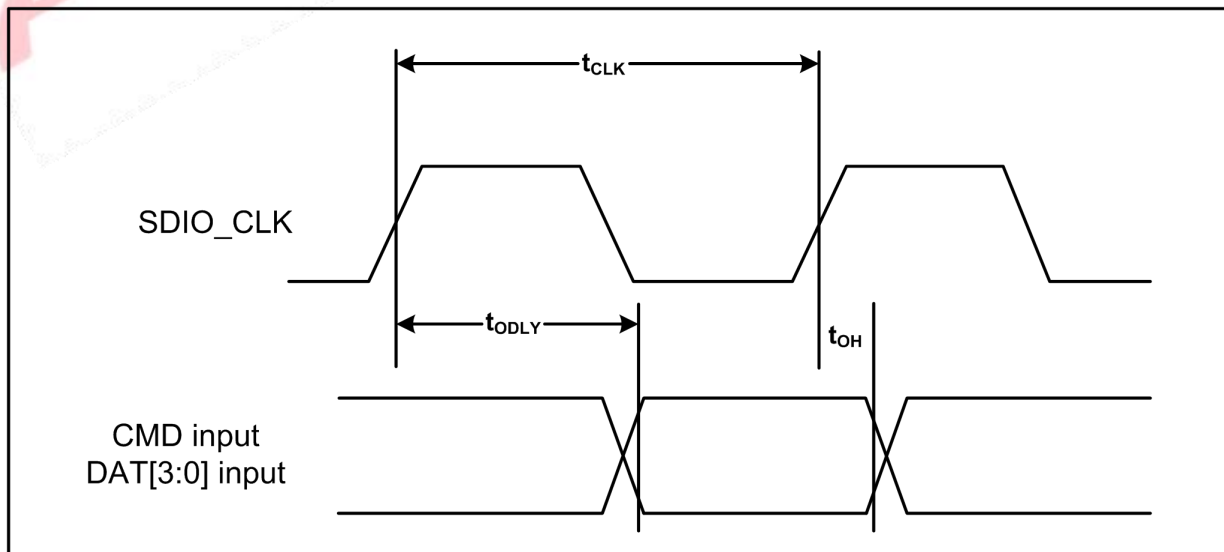 tCLK
SDIO_CLK
tODLY
tOH
CMD input
DAT[3:0] input